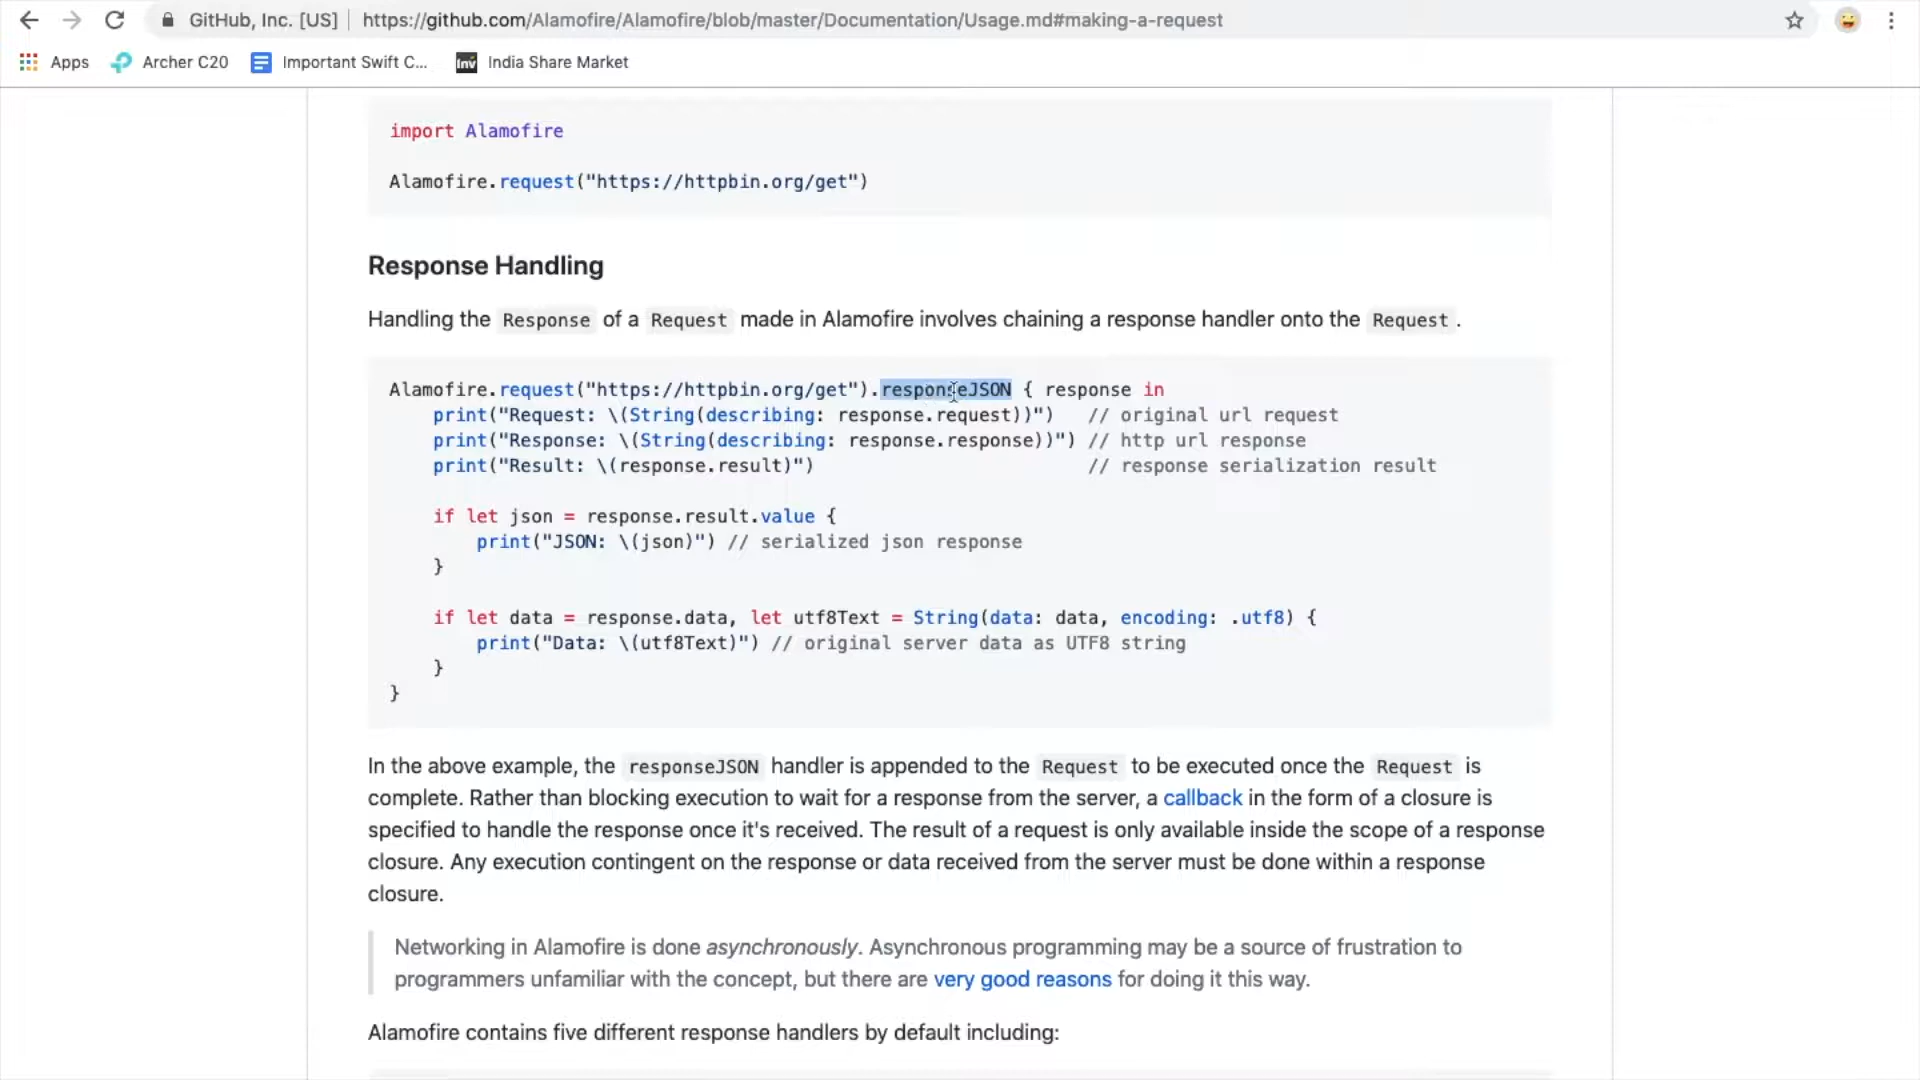 GitHub, Inc. [US] | https://github.com/Alamofire/Alamofire/blob/master/Documentation/Usage.md#making-a-request
Apps Archer C20 Important Swift C... Inv India Share Market
import Alamofire
Alamofire.request("https://httpbin.org/get")
Response Handling
Handling the Response of a Request made in Alamofire involves chaining a response handler onto the Request .
Alamofire.request("https://httpbin.org/get").responseJSON { response in
print("Request: \(String(describing: response.request))") // original url request
print("Response: \(String(describing: response.response))") // http url response
print("Result: \(response.result)") // response serialization result
if let json = response.result.value {
print("JSON: \(json)") // serialized json response
}
if let data = response.data, let utf8Text = String(data: data, encoding: .utf8) {
print("Data: \(utf8Text)") // original server data as UTF8 string
}
}
In the above example, the responseJSON handler is appended to the Request to be executed once the Request is
complete. Rather than blocking execution to wait for a response from the server, a callback in the form of a closure is
specified to handle the response once it's received. The result of a request is only available inside the scope of a response
closure. Any execution contingent on the response or data received from the server must be done within a response
closure.
Networking in Alamofire is done asynchronously. Asynchronous programming may be a source of frustration to
programmers unfamiliar with the concept, but there are very good reasons for doing it this way.
Alamofire contains five different response handlers by default including: